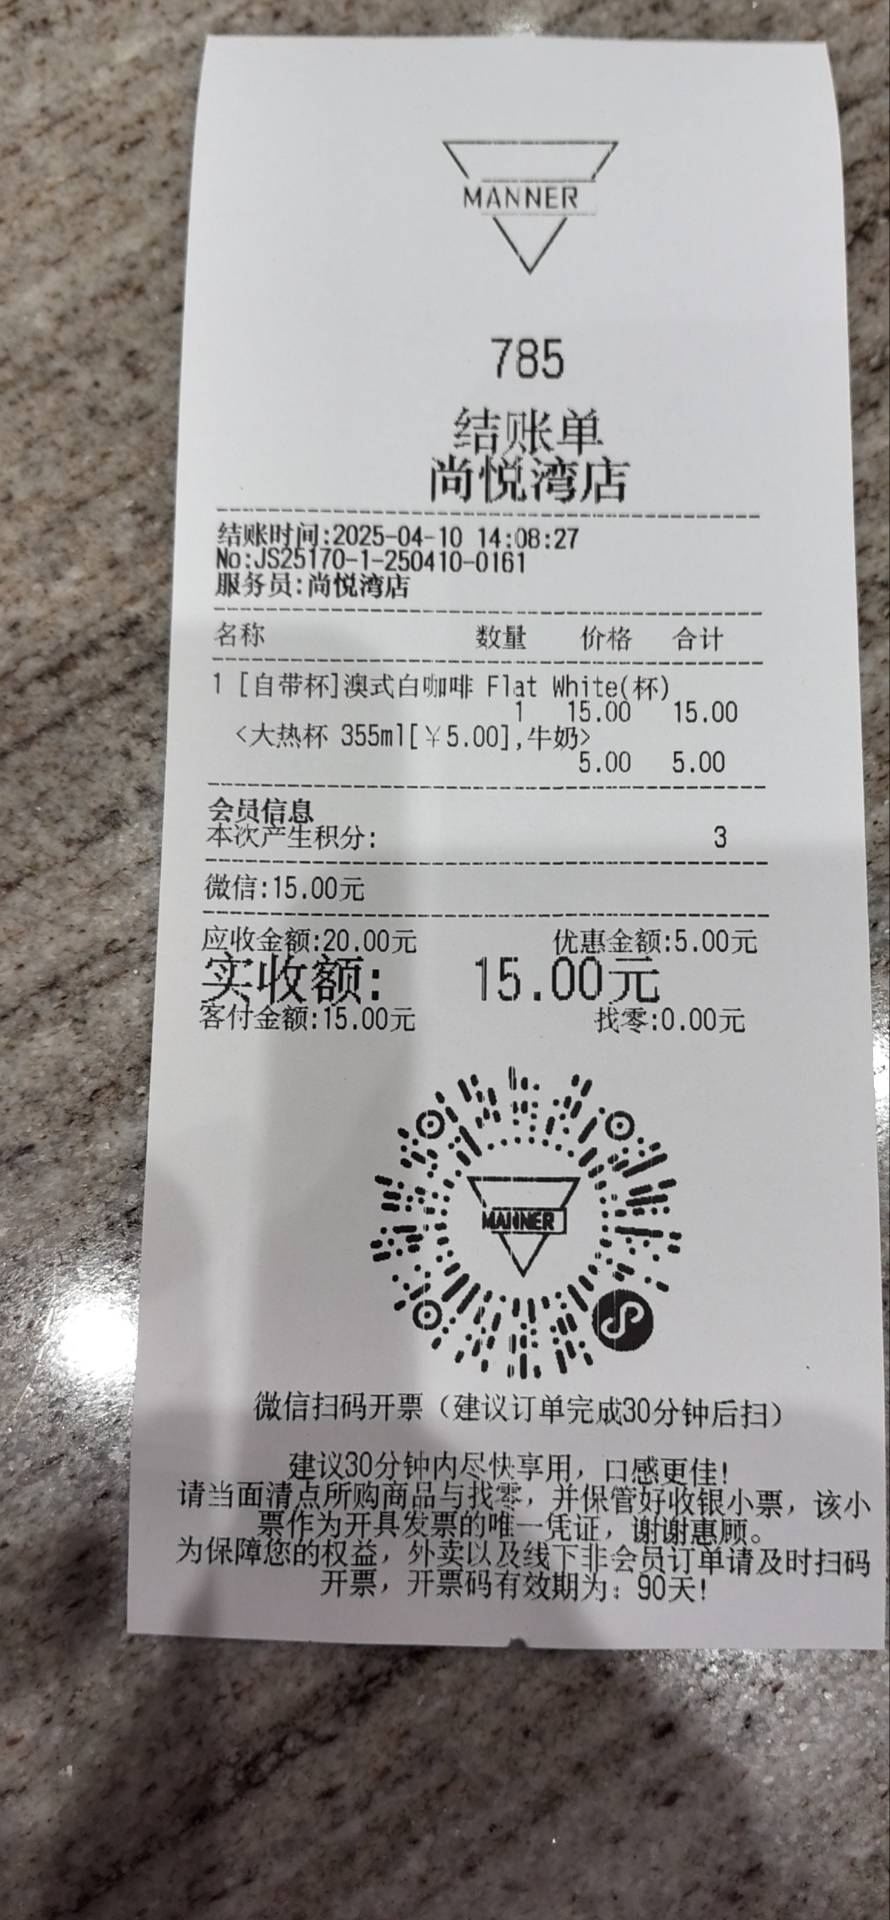 MANNER
785
结账单
尚悦湾店
结账时间:2025-04-10 14:08:27
No:JS25170-1-250410-0161
服务员:尚悦湾店
名称 数量 价格 合计
1 [自带杯]澳式白咖啡 Flat White(杯)
1 15.00 15.00
<大热杯 355ml[￥5.00],牛奶>
5.00 5.00
会员信息
本次产生积分: 3
微信:15.00元
应收金额:20.00元 优惠金额:5.00元
实收额: 15.00元
客付金额:15.00元 找零:0.00元
MANNER
微信扫码开票（建议订单完成30分钟后扫）
建议30分钟内尽快享用，口感更佳!
请当面清点所购商品与找零，并保管好收银小票，该小
票作为开具发票的唯一凭证，谢谢惠顾。
为保障您的权益，外卖以及线下非会员订单请及时扫码
开票，开票码有效期为：90天!